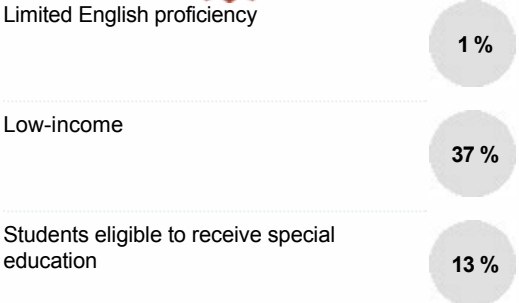 Limited English proficiency
1 %
Low-income
37 %
Students eligible to receive special
education
13 %